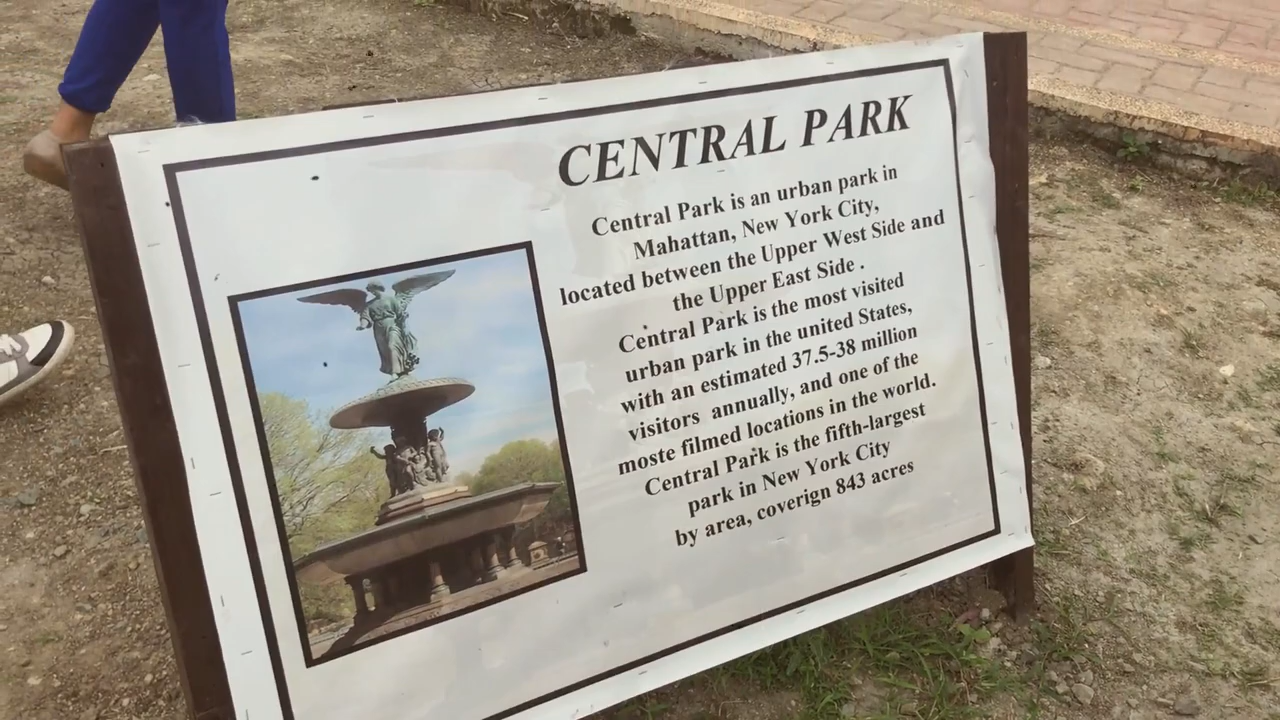 CENTRAL PARK
Central Park is an urban park in
Mahattan, New York City,
located between the Upper West Side and
the Upper East Side .
Central Park is the most visited
urban park in the united States,
with an estimated 37.5-38 million
visitors annually, and one of the
moste filmed locations in the world.
Central Park is the fifth-largest
park in New York City
by area, coverign 843 acres